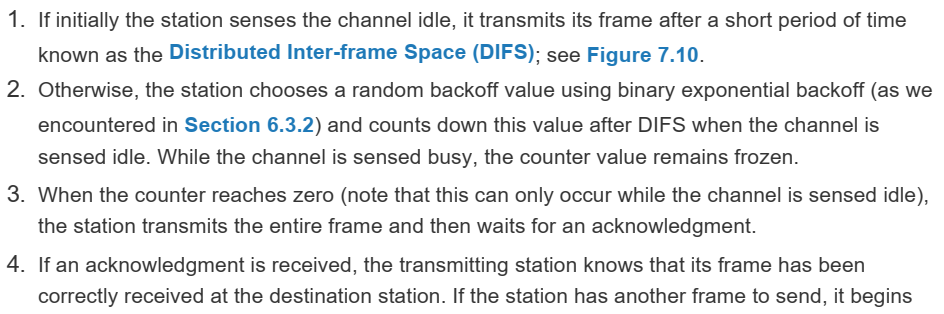 1. If initially the station senses the channel idle, it transmits its frame after a short period of time
known as the Distributed Inter-frame Space (DIFS); see Figure 7.10.
2. Otherwise, the station chooses a random backoff value using binary exponential backoff (as we
encountered in Section 6.3.2) and counts down this value after DIFS when the channel is
sensed idle. While the channel is sensed busy, the counter value remains frozen.
3. When the counter reaches zero (note that this can only occur while the channel is sensed idle),
the station transmits the entire frame and then waits for an acknowledgment.
4. If an acknowledgment is received, the transmitting station knows that its frame has been
correctly received at the destination station. If the station has another frame to send, it begins